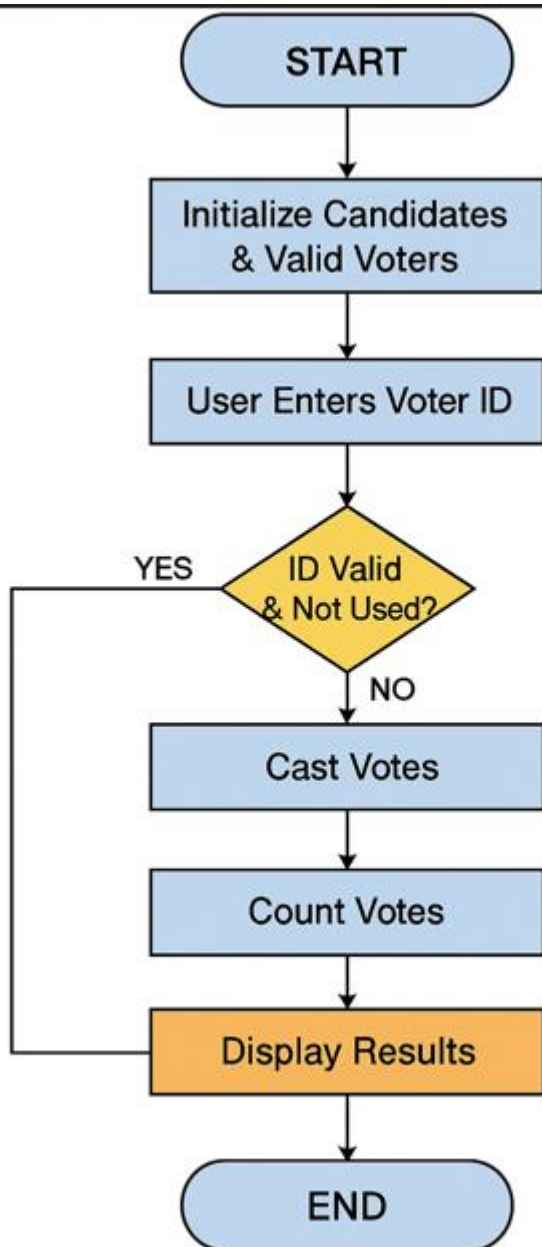 START
Initialize Candidates
& Valid Voters
User Enters Voter ID
YES
ID Valid
& Not Used?
NO
Cast Votes
Count Votes
Display Results
END